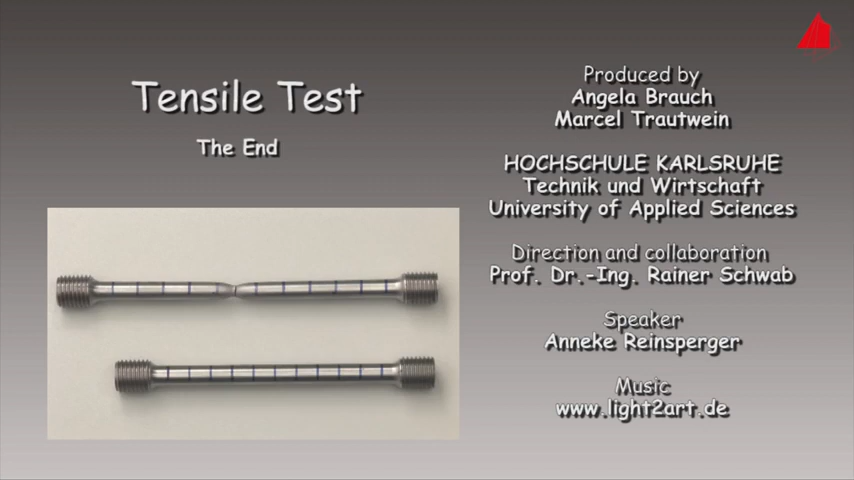 Tensile Test
The End
Produced by
Angela Brauch
Marcel Trautwein
HOCHSCHULE KARLSRUHE
Technik und Wirtschaft
University of Applied Sciences
Direction and collaboration
Prof. Dr.-Ing. Rainer Schwab
Speaker
Anneke Reinsperger
Music
www.light2art.de